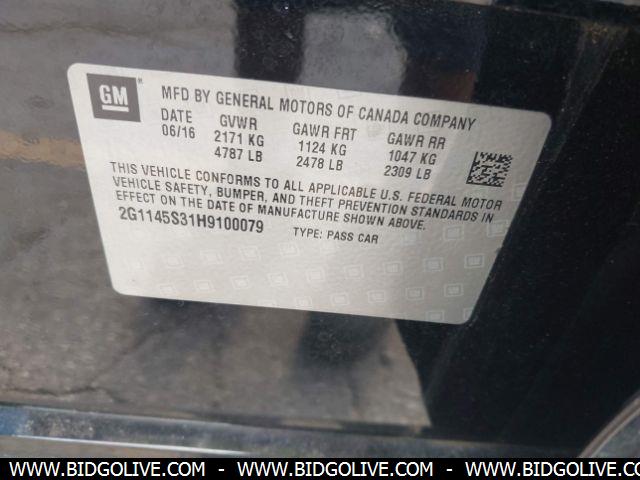 GM ®
MFD BY GENERAL MOTORS OF CANADA COMPANY
DATE GVWR GAWR FRT GAWR RR
06/16 2171 KG 1124 KG 1047 KG
4787 LB 2478 LB 2309 LB
THIS VEHICLE CONFORMS TO ALL APPLICABLE U.S. FEDERAL MOTOR
VEHICLE SAFETY, BUMPER, AND THEFT PREVENTION STANDARDS IN
EFFECT ON THE DATE OF MANUFACTURE SHOWN ABOVE.
2G1145S31H9100079 TYPE: PASS CAR
WWW.BIDGOLIVE.COM - WWW.BIDGOLIVE.COM - WWW.BIDGOLIVE.COM - WWW.BIDGOLIVE.COM